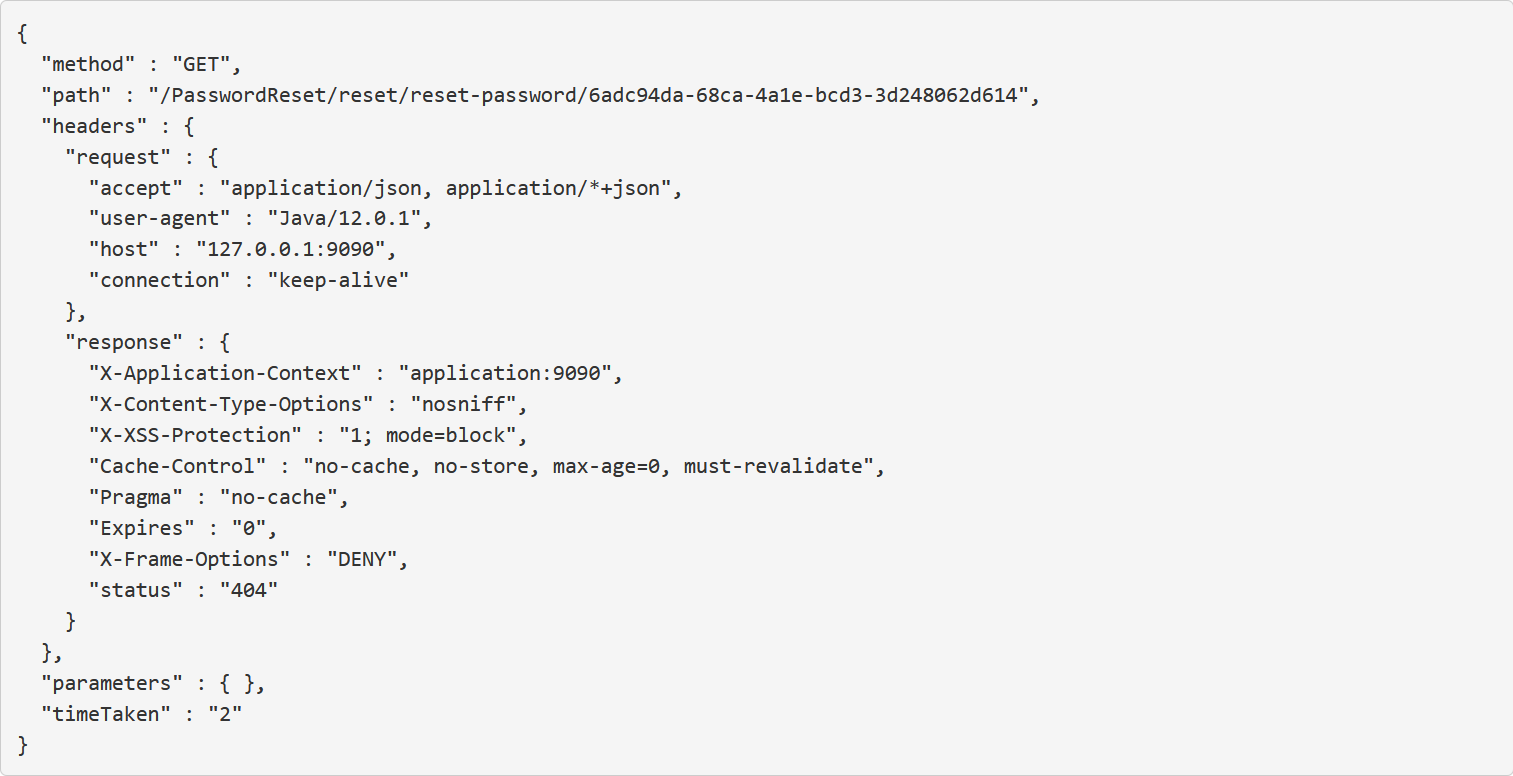 {
  "method" : "GET",
  "path" : "/PasswordReset/reset/reset-password/6adc94da-68ca-4a1e-bcd3-3d248062d614",
  "headers" : {
    "request" : {
      "accept" : "application/json, application/*+json",
      "user-agent" : "Java/12.0.1",
      "host" : "127.0.0.1:9090",
      "connection" : "keep-alive"
    },
    "response" : {
      "X-Application-Context" : "application:9090",
      "X-Content-Type-Options" : "nosniff",
      "X-XSS-Protection" : "1; mode=block",
      "Cache-Control" : "no-cache, no-store, max-age=0, must-revalidate",
      "Pragma" : "no-cache",
      "Expires" : "0",
      "X-Frame-Options" : "DENY",
      "status" : "404"
    }
  },
  "parameters" : { },
  "timeTaken" : "2"
}